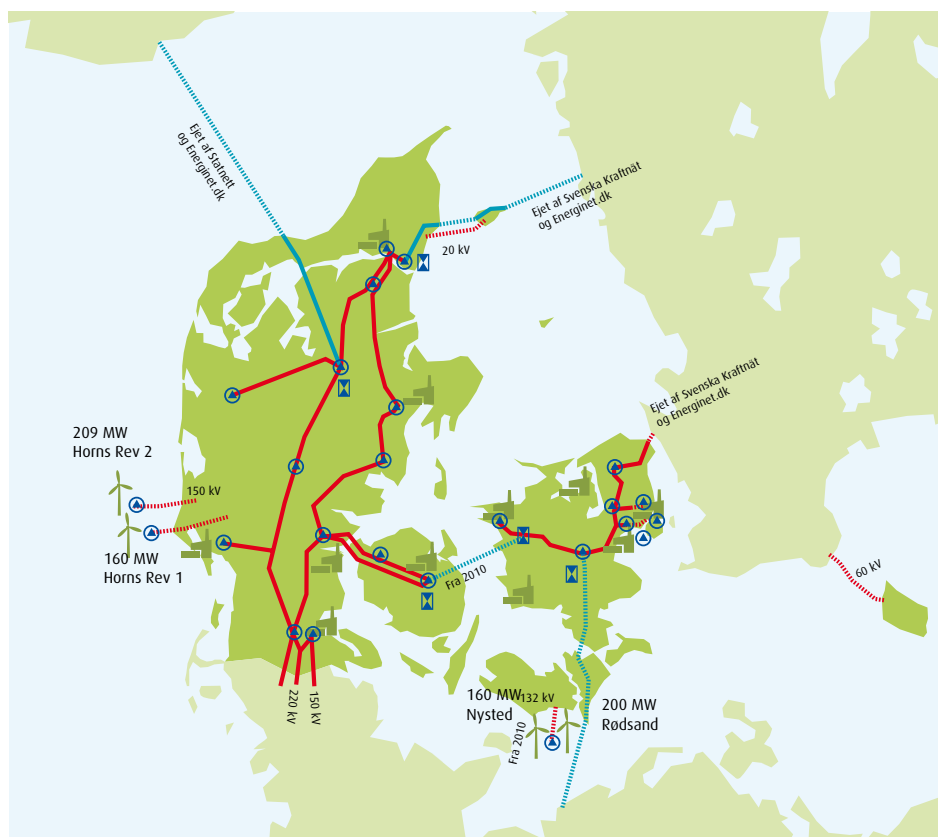 Ejet af Statnett
og Energinet.dk
Ejet af Svenska Kraftnät
og Energinet.dk
20 kV
Ejet af Svenska Kraftnät
og Energinet.dk
209 MW
Horns Rev 2
150 kV
160 MW
Horns Rev 1
Fra 2010
60 kV
220 kV
150 kV
160 MW
Nysted
132 kV
Fra 2010
200 MW
Rødsand